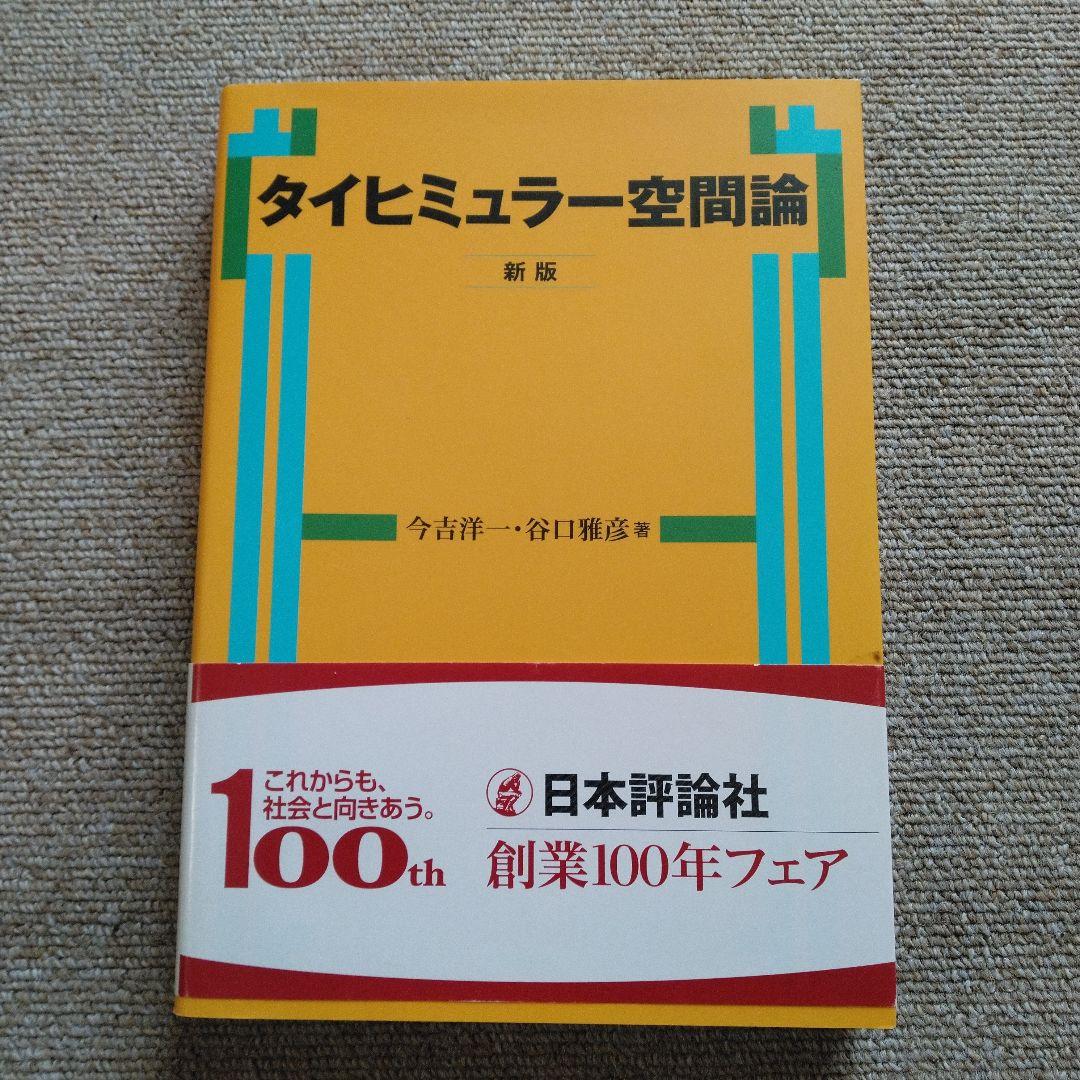 タイヒミュラー空間論
新版
今吉洋一・谷口雅彦 著
これからも、
社会と向きあう。
100th
日本評論社
創業100年フェア